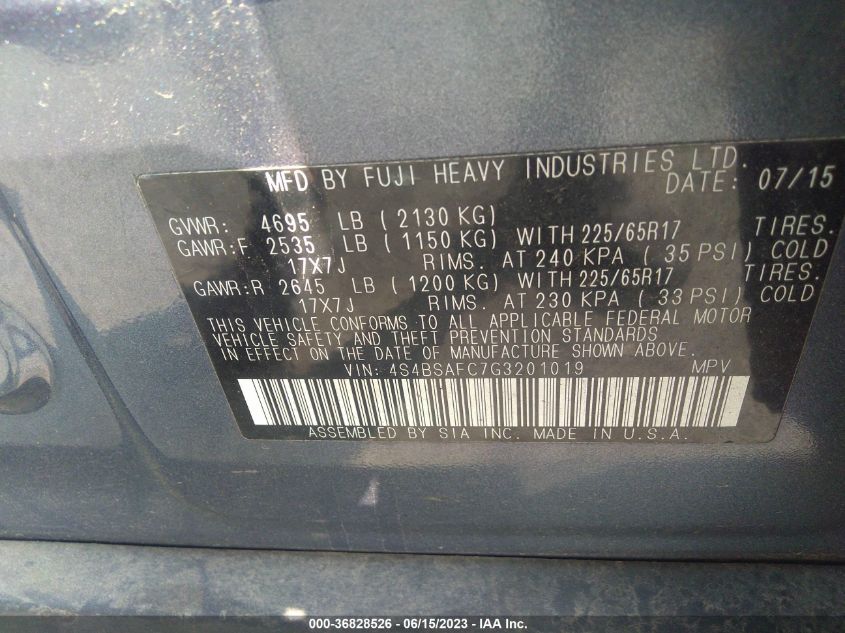 MFD BY FUJI HEAVY INDUSTRIES LTD.
DATE: 07/15
GVWR: 4695 LB ( 2130 KG)
GAWR:F 2535 LB ( 1150 KG) WITH 225/65R17 TIRES.
17X7J RIMS. AT 240 KPA ( 35 PSI) COLD
GAWR:R 2645 LB ( 1200 KG) WITH 225/65R17 TIRES.
17X7J RIMS. AT 230 KPA ( 33 PSI) COLD
THIS VEHICLE CONFORMS TO ALL APPLICABLE FEDERAL MOTOR
VEHICLE SAFETY AND THEFT PREVENTION STANDARDS
IN EFFECT ON THE DATE OF MANUFACTURE SHOWN ABOVE.
VIN: 4S4BSAFC7G3201019 MPV
ASSEMBLED BY SIA INC. MADE IN U.S.A.
000-36828526 - 06/15/2023 - IAA Inc.